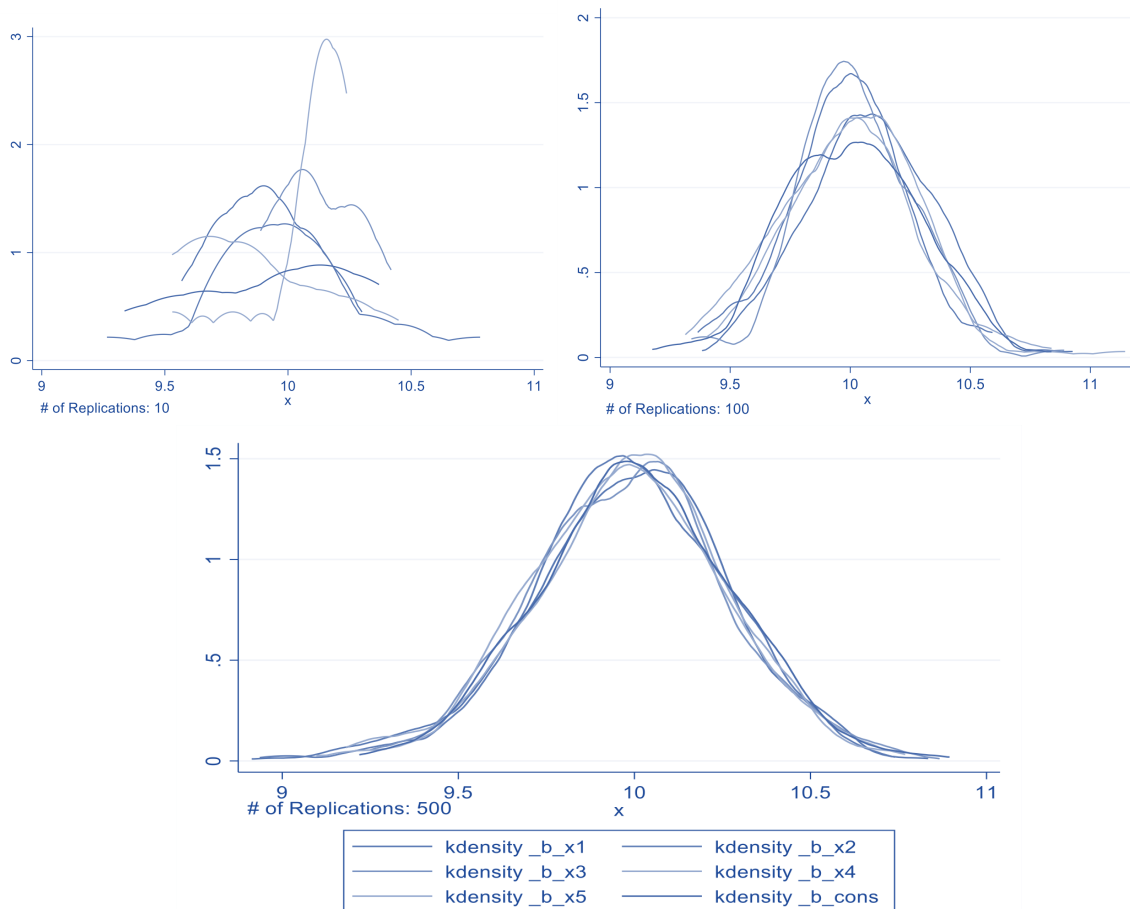 3
2
1
0
9 9.5 10 10.5 11
x
# of Replications: 10
2
1.5
1
.5
0
9 9.5 10 10.5 11
x
# of Replications: 100
1.5
1
.5
0
9 9.5 10 10.5 11
# of Replications: 500 x
kdensity _b_x1 kdensity _b_x2
kdensity _b_x3 kdensity _b_x4
kdensity _b_x5 kdensity _b_cons